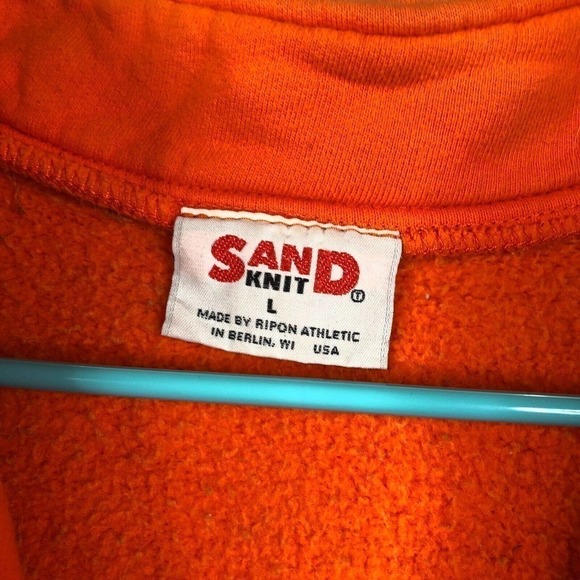 SAND
KNIT ®
L
MADE BY RIPON ATHLETIC
IN BERLIN, WI USA